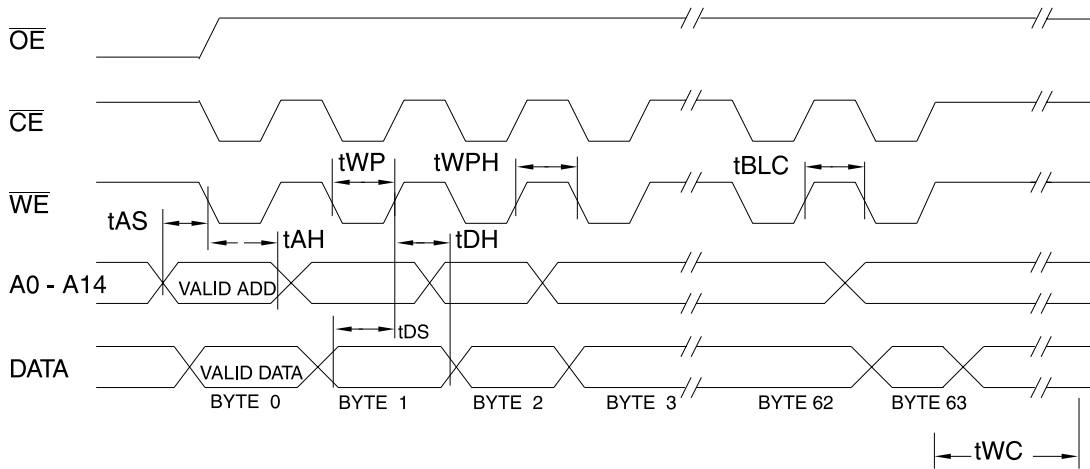 OE
CE
tWP
tWPH
tBLC
WE
tAS
tAH
tDH
A0 - A14
VALID ADD
tDS
DATA
VALID DATA
BYTE 0
BYTE 1
BYTE 2
BYTE 3
BYTE 62
BYTE 63
tWC